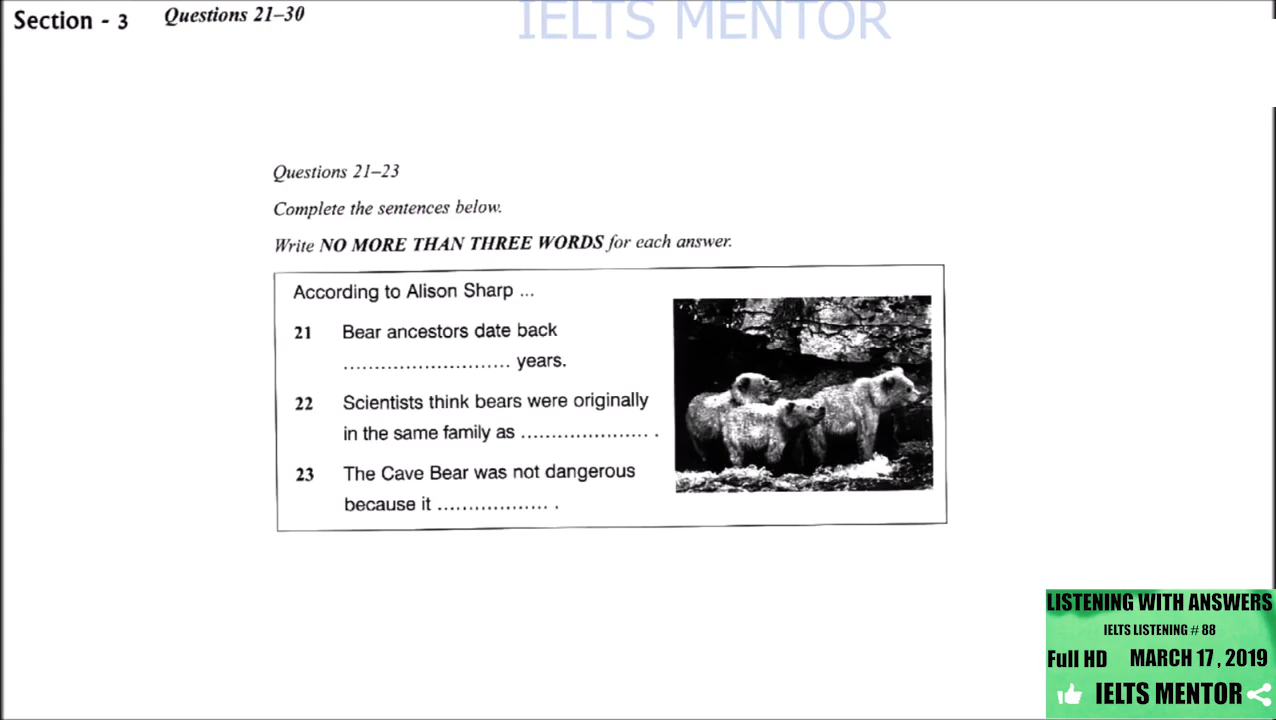 Section - 3 Questions 21–30
IELTS MENTOR
Questions 21–23
Complete the sentences below.
Write NO MORE THAN THREE WORDS for each answer.
According to Alison Sharp ...
21 Bear ancestors date back
........................... years.
22 Scientists think bears were originally
in the same family as ..................... .
23 The Cave Bear was not dangerous
because it .................. .
LISTENING WITH ANSWERS
IELTS LISTENING # 88
Full HD MARCH 17 , 2019
IELTS MENTOR